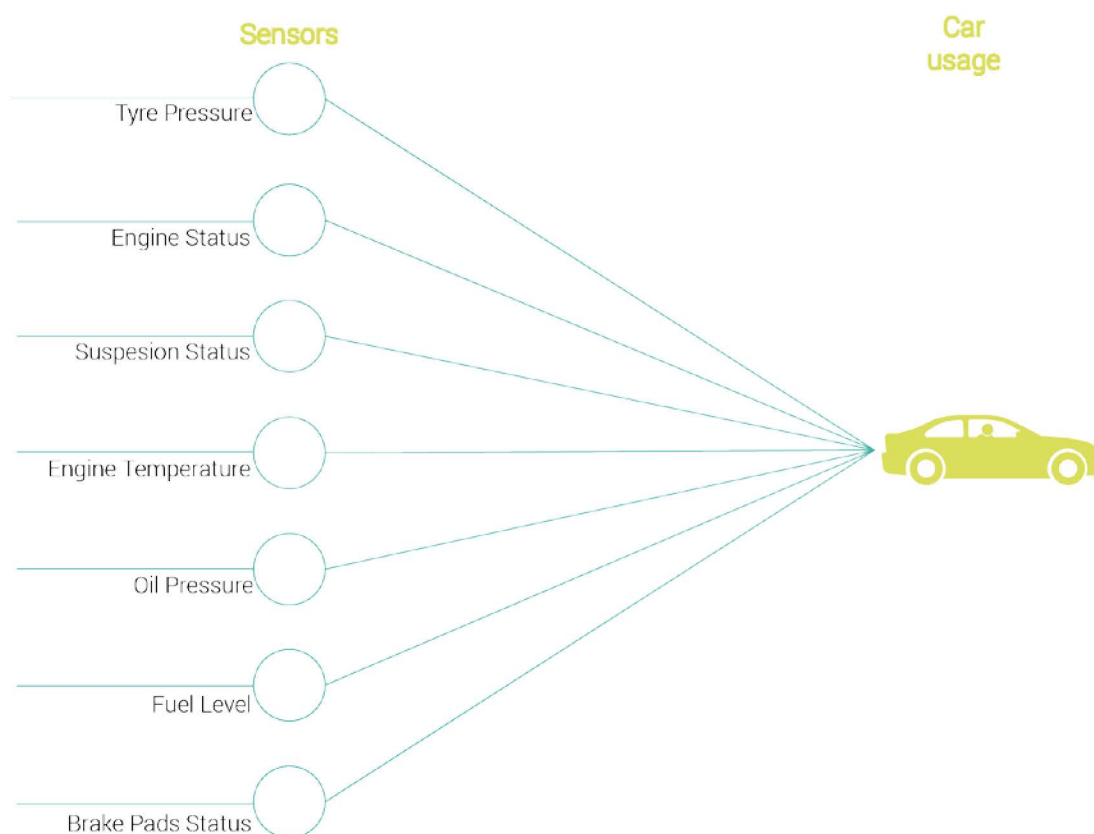 Sensors
Car
usage
Tyre Pressure
Engine Status
Suspesion Status
Engine Temperature
Oil Pressure
Fuel Level
Brake Pads Status